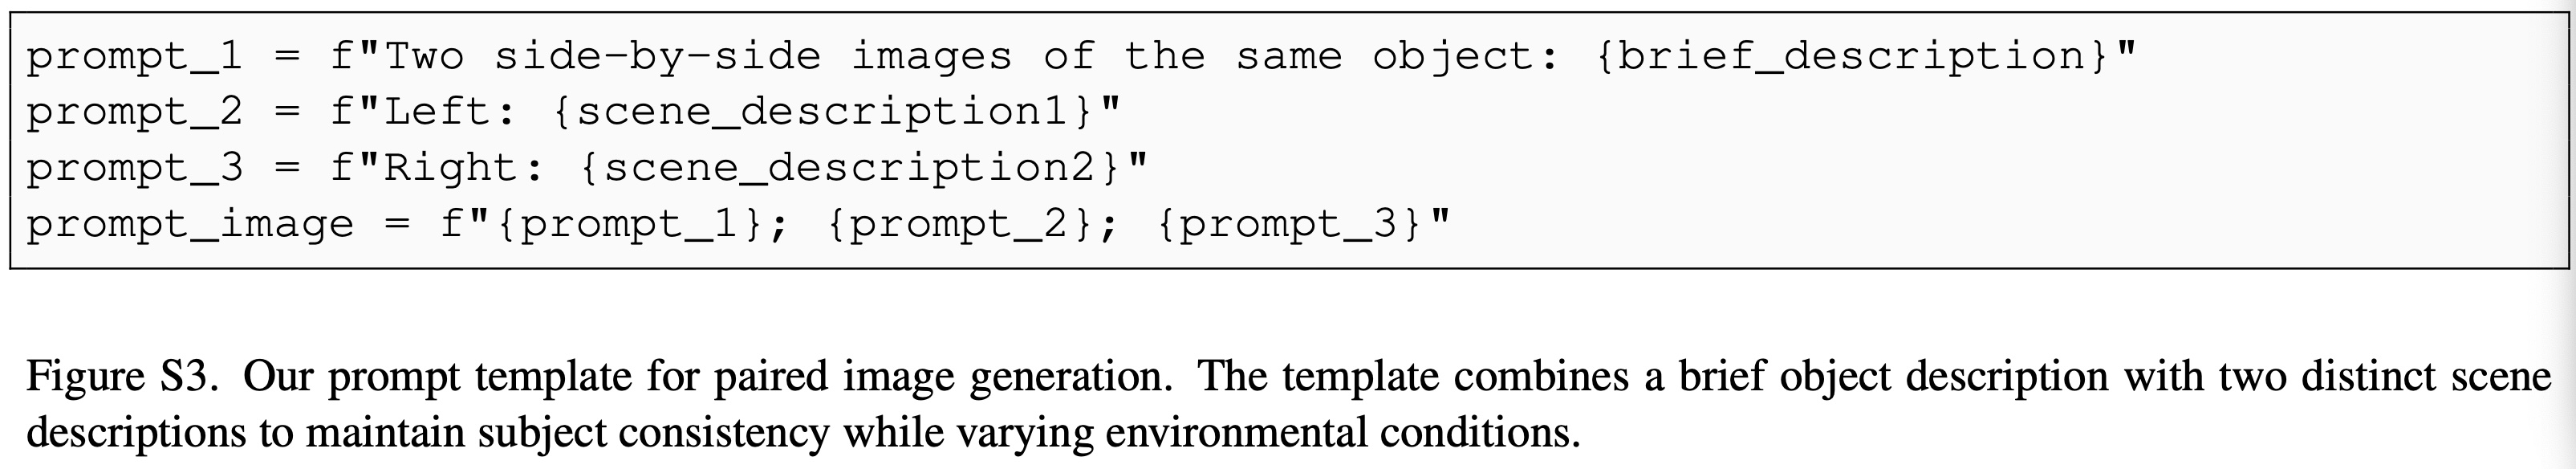 prompt_1 = f"Two side-by-side images of the same object: {brief_description}"
prompt_2 = f"Left: {scene_description1}"
prompt_3 = f"Right: {scene_description2}"
prompt_image = f"{prompt_1}; {prompt_2}; {prompt_3}"
Figure S3. Our prompt template for paired image generation. The template combines a brief object description with two distinct scene
descriptions to maintain subject consistency while varying environmental conditions.